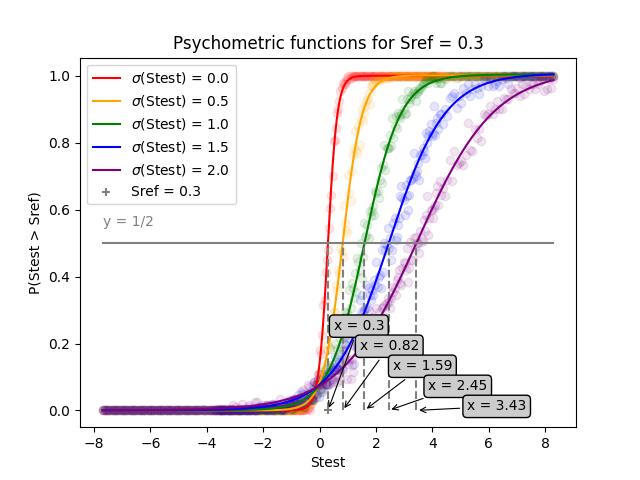 Psychometric functions for Sref = 0.3
P(Stest > Sref)
1.0
0.8
0.6
0.4
0.2
0.0
σ(Stest) = 0.0
σ(Stest) = 0.5
σ(Stest) = 1.0
σ(Stest) = 1.5
σ(Stest) = 2.0
Sref = 0.3
y = 1/2
x = 0.3
x = 0.82
x = 1.59
x = 2.45
x = 3.43
−8 −6 −4 −2 0 2 4 6 8
Stest